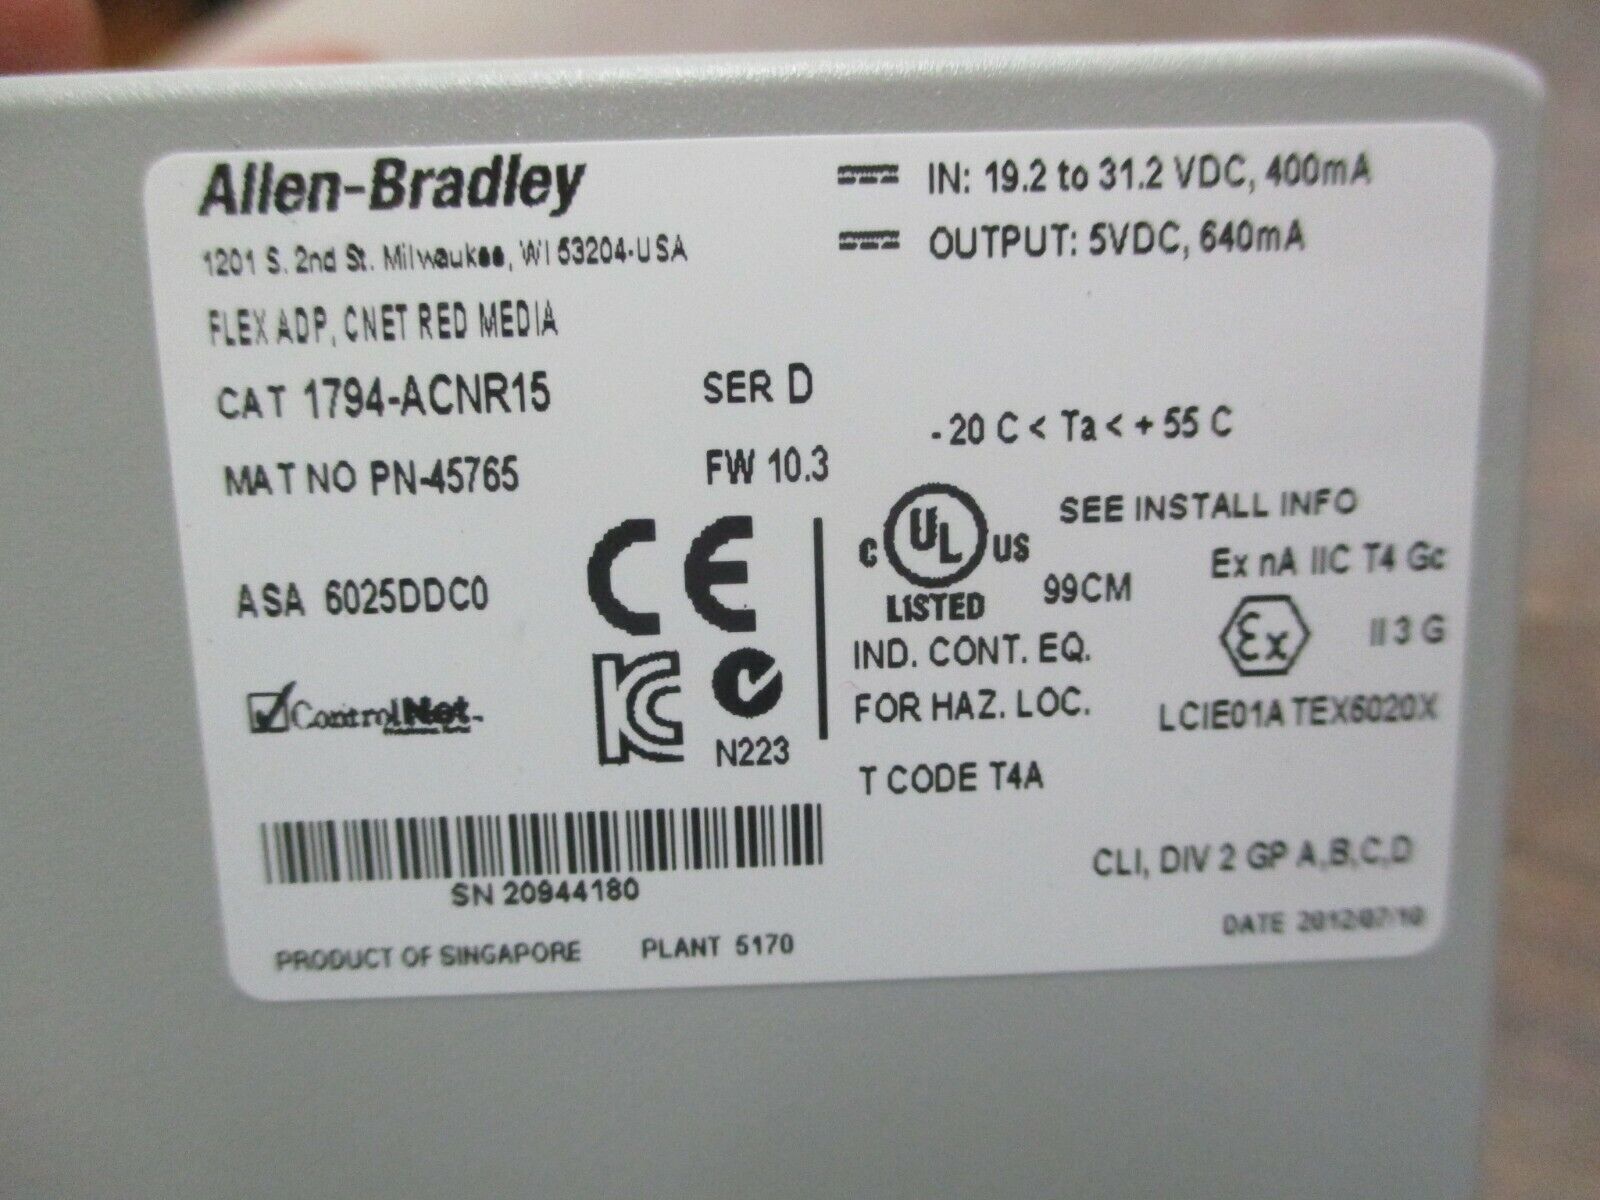 Allen-Bradley
1201 S. 2nd St. Milwaukee, WI 53204-USA
FLEX ADP, CNET RED MEDIA
CAT 1794-ACNR15
SER D
MAT NO PN-45765
FW 10.3
ASA 6025DDC0
CE
ControlNet
KC
N223
SN 20944180
PRODUCT OF SINGAPORE
PLANT 5170
IN: 19.2 to 31.2 VDC, 400mA
OUTPUT: 5VDC, 640mA
-20 C < Ta < + 55 C
C UL US
LISTED
99CM
IND. CONT. EQ.
FOR HAZ. LOC.
T CODE T4A
SEE INSTALL INFO
Ex nA IIC T4 Gc
Ex
II 3 G
LCIE01ATEX6020X
CLI, DIV 2 GP A,B,C,D
DATE 2012/07/10